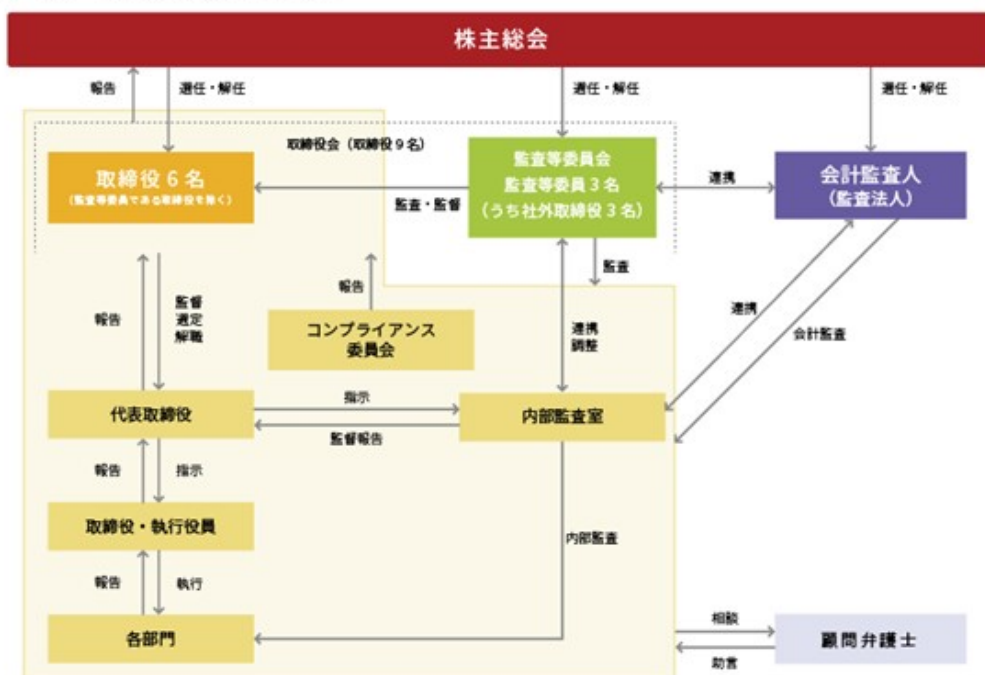 株主総会
報告
選任・解任
選任・解任
選任・解任
取締役会（取締役9名）
取締役6名
（監査等委員である取締役を除く）
監査・監督
監査等委員会
監査等委員3名
（うち社外取締役3名）
連携
会計監査人
（監査法人）
監査
報告
監督
選定
解職
報告
コンプライアンス
委員会
連携
調整
連携
会計監査
代表取締役
指示
監督報告
内部監査室
報告
指示
取締役・執行役員
内部監査
報告
執行
各部門
相談
助言
顧問弁護士